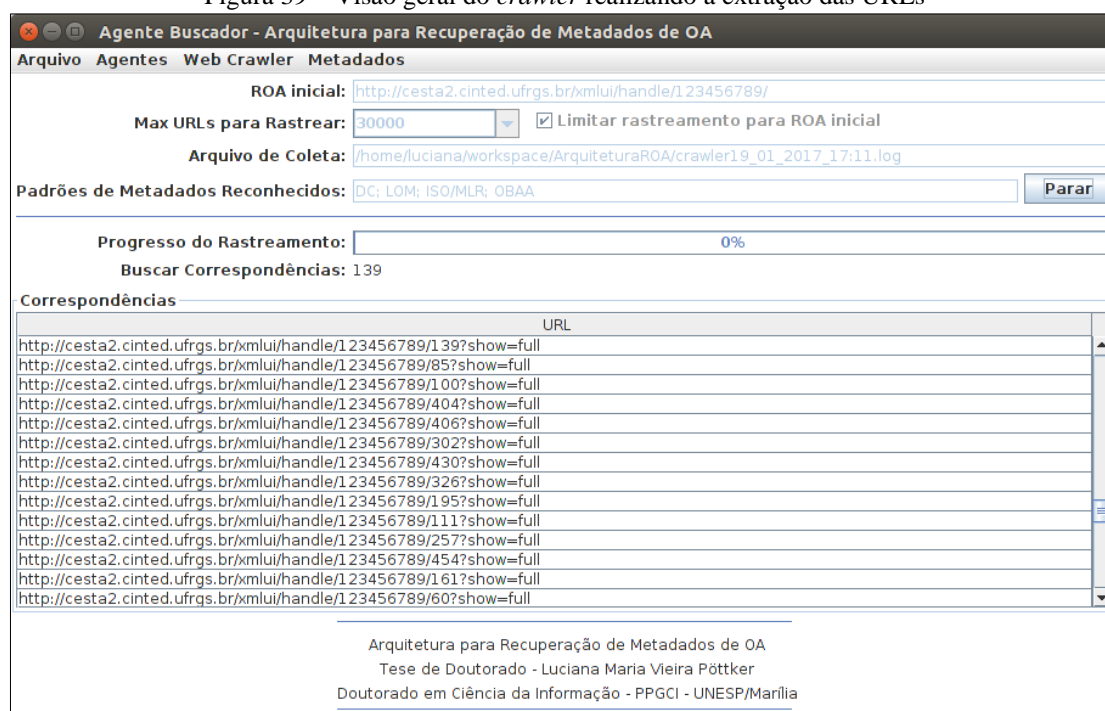 Figura 39 – Visão geral do crawler realizando a extração das URLs
Agente Buscador - Arquitetura para Recuperação de Metadados de OA
Arquivo Agentes Web Crawler Metadados
ROA inicial: http://cesta2.cinted.ufrgs.br/xmlui/handle/123456789/
Max URLs para Rastrear: 30000 Limitar rastreamento para ROA inicial
Arquivo de Coleta: /home/luciana/workspace/ArquiteturaROA/crawler19_01_2017_17:11.log
Padrões de Metadados Reconhecidos: DC; LOM; ISO/MLR; OBAA Parar
Progresso do Rastreamento: 0%
Buscar Correspondências: 139
Correspondências
URL
http://cesta2.cinted.ufrgs.br/xmlui/handle/123456789/139?show=full
http://cesta2.cinted.ufrgs.br/xmlui/handle/123456789/85?show=full
http://cesta2.cinted.ufrgs.br/xmlui/handle/123456789/100?show=full
http://cesta2.cinted.ufrgs.br/xmlui/handle/123456789/404?show=full
http://cesta2.cinted.ufrgs.br/xmlui/handle/123456789/406?show=full
http://cesta2.cinted.ufrgs.br/xmlui/handle/123456789/302?show=full
http://cesta2.cinted.ufrgs.br/xmlui/handle/123456789/430?show=full
http://cesta2.cinted.ufrgs.br/xmlui/handle/123456789/326?show=full
http://cesta2.cinted.ufrgs.br/xmlui/handle/123456789/195?show=full
http://cesta2.cinted.ufrgs.br/xmlui/handle/123456789/111?show=full
http://cesta2.cinted.ufrgs.br/xmlui/handle/123456789/257?show=full
http://cesta2.cinted.ufrgs.br/xmlui/handle/123456789/454?show=full
http://cesta2.cinted.ufrgs.br/xmlui/handle/123456789/161?show=full
http://cesta2.cinted.ufrgs.br/xmlui/handle/123456789/60?show=full
Arquitetura para Recuperação de Metadados de OA
Tese de Doutorado - Luciana Maria Vieira Pöttker
Doutorado em Ciência da Informação - PPGCI - UNESP/Marília